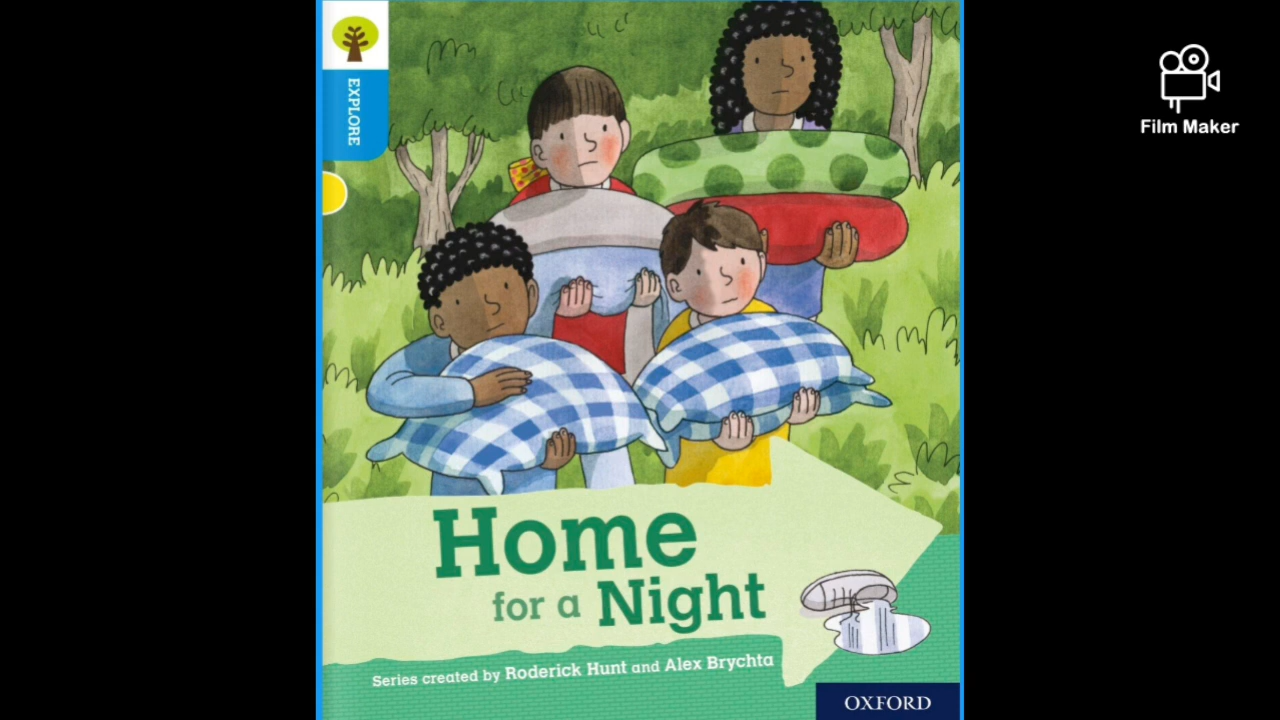 EXPLORE
Film Maker
Home
for a Night
Series created by Roderick Hunt and Alex Brychta
OXFORD